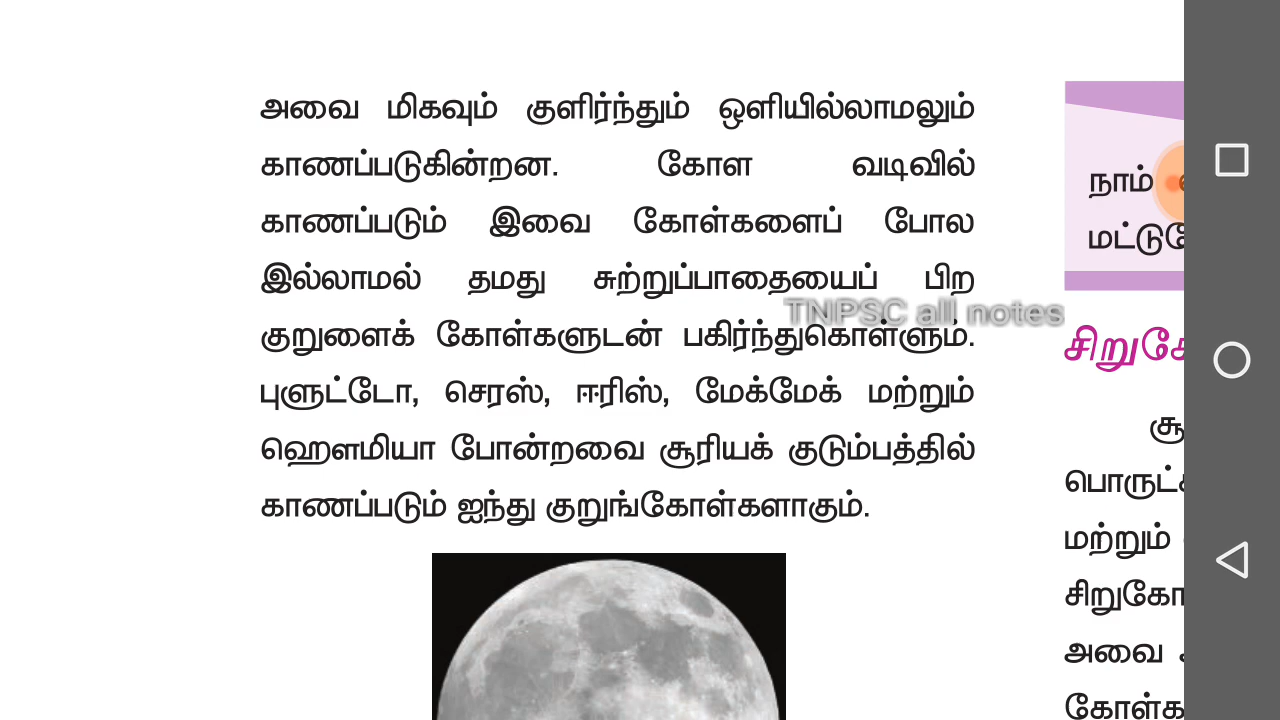 அவை மிகவும் குளிர்ந்தும் ஒளியில்லாமலும்
காணப்படுகின்றன. கோள வடிவில்
காணப்படும் இவை கோள்களைப் போல
இல்லாமல் தமது சுற்றுப்பாதையைப் பிற
குறுளைக் கோள்களுடன் பகிர்ந்துகொள்ளும்.
புளுட்டோ, செரஸ், ஈரிஸ், மேக்மேக் மற்றும்
ஹௌமியா போன்றவை சூரியக் குடும்பத்தில்
காணப்படும் ஐந்து குறுங்கோள்களாகும்.
TNPSC all notes
நாம்
மற்றும்
அவை